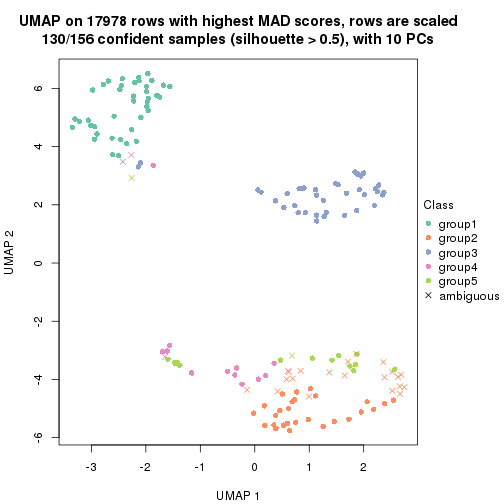 UMAP on 17978 rows with highest MAD scores, rows are scaled
130/156 confident samples (silhouette > 0.5), with 10 PCs
6
4
2
0
-2
-4
-6
UMAP 2
-3
-2
-1
0
1
2
UMAP 1
Class
group1
group2
group3
group4
group5
ambiguous